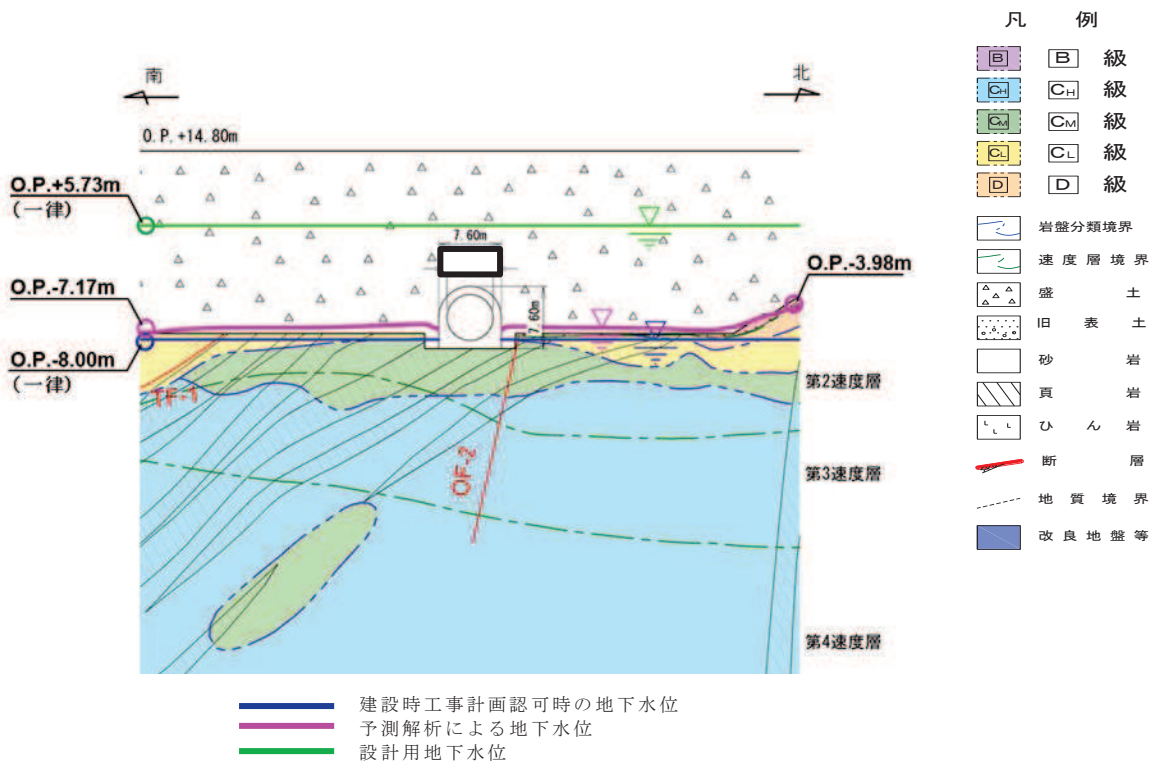 南
北
O.P.+14.80m
O.P.+5.73m
(一律)
7.60m
O.P.-3.98m
O.P.-7.17m
7.60m
O.P.-8.00m
(一律)
TF-1
OF-2
第2速度層
第3速度層
第4速度層
建設時工事計画認可時の地下水位
予測解析による地下水位
設計用地下水位
凡 例
B B 級
CH CH 級
CM CM 級
CL CL 級
D D 級
岩盤分類境界
速度層境界
盛土
旧表土
砂岩
頁岩
ひん岩
断層
地質境界
改良地盤等